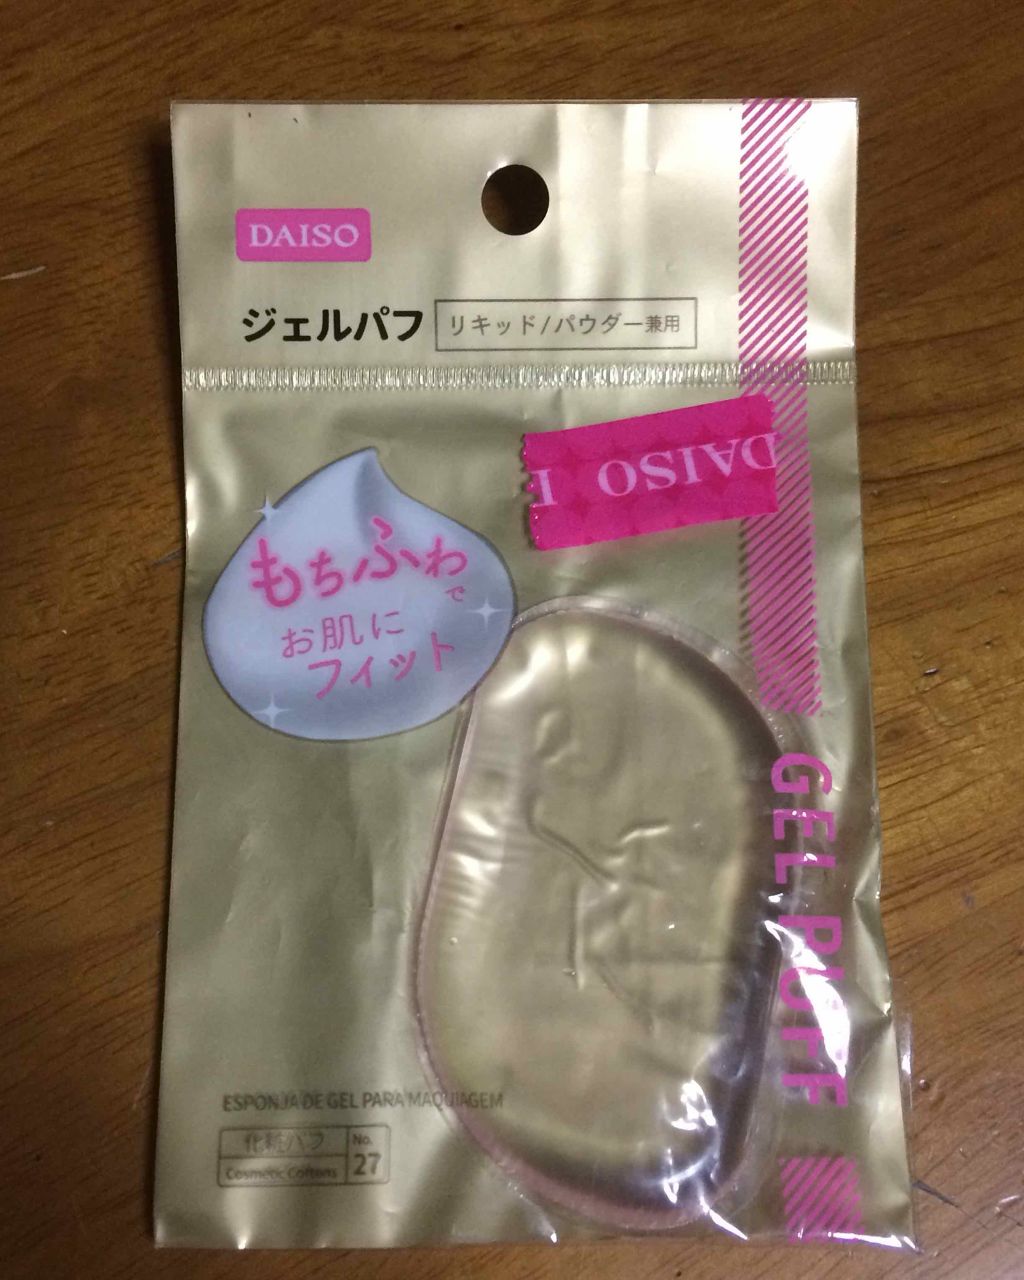 DAISO
ジェルパフ リキッド/パウダー兼用
DAISO
もちふわで
お肌に
フィット
GEL PUFF
ESPONJA DE GEL PARA MAQUIAGEM
化粧パフ No.
Cosmetic Cottons 27